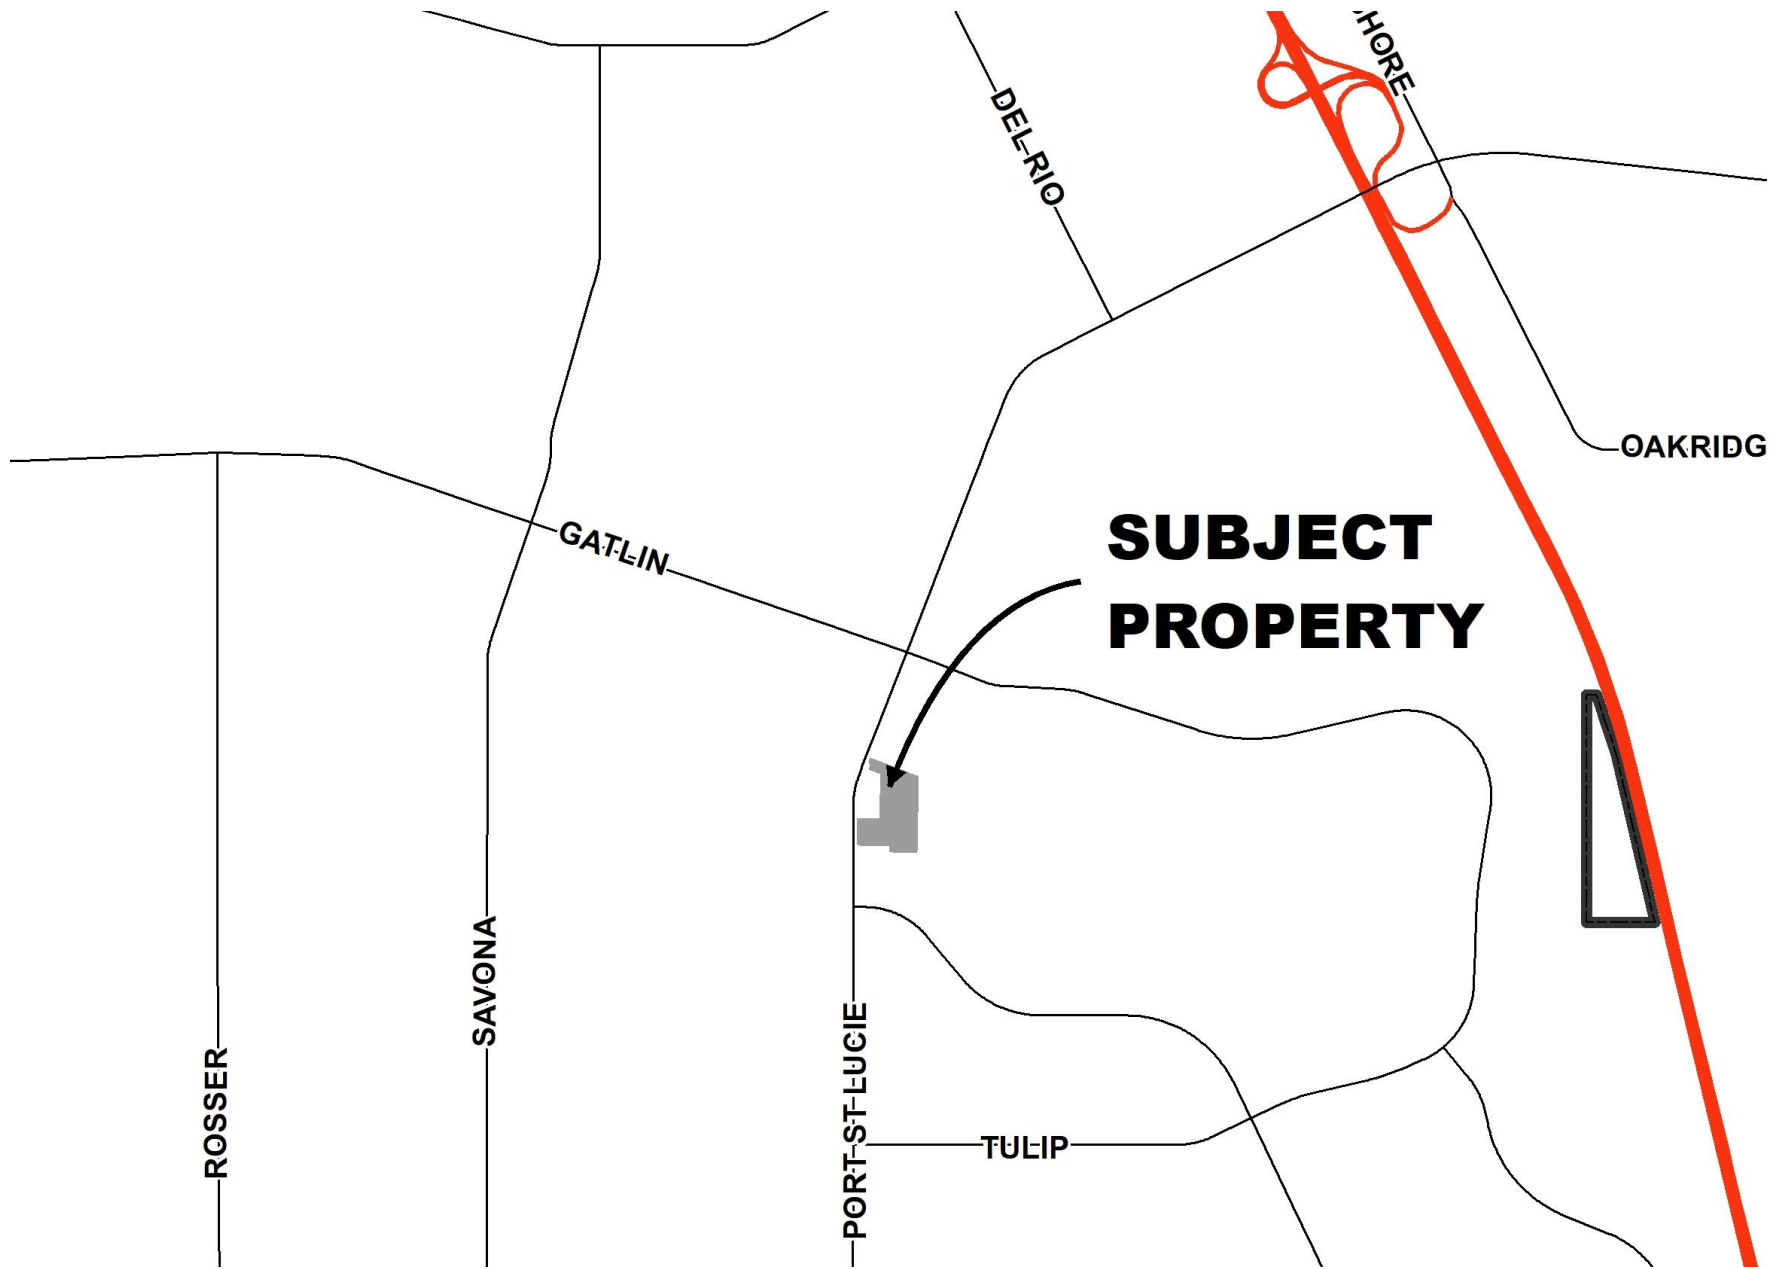 HORE
DEL RIO
OAKRIDG
GATLIN
SUBJECT
PROPERTY
SAVONA
ROSSER
PORT ST LUCIE
TULIP